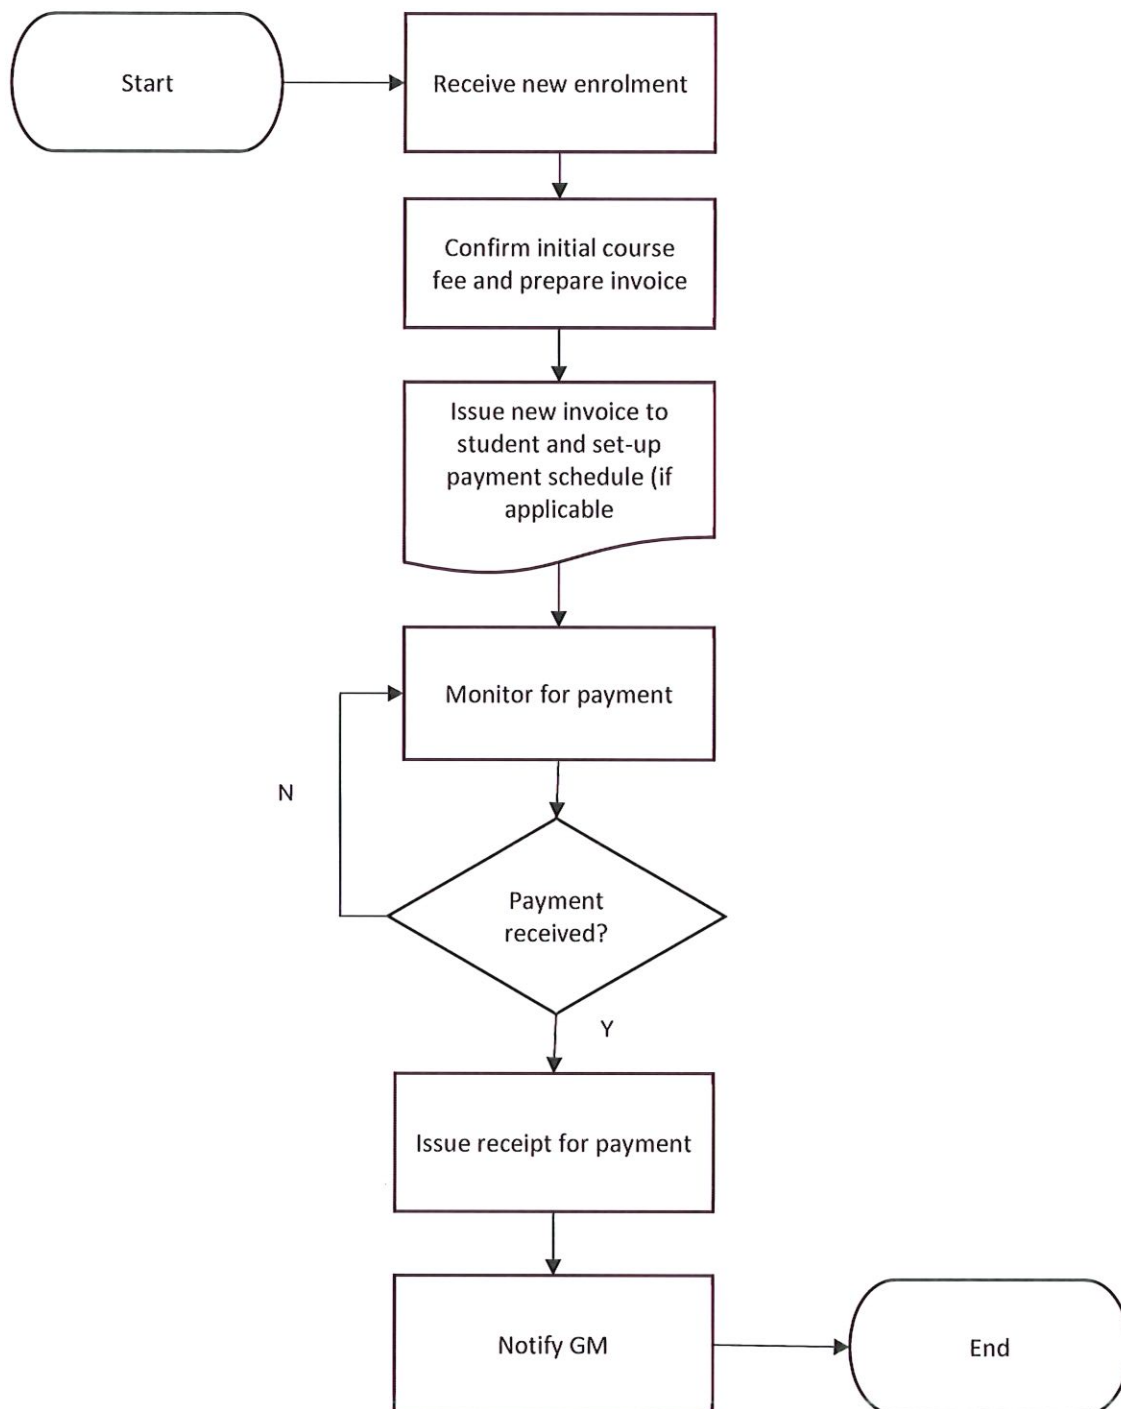 Start
Receive new enrolment
Confirm initial course
fee and prepare invoice
Issue new invoice to
student and set-up
payment schedule (if
applicable
Monitor for payment
N
Payment
received?
Y
Issue receipt for payment
Notify GM
End